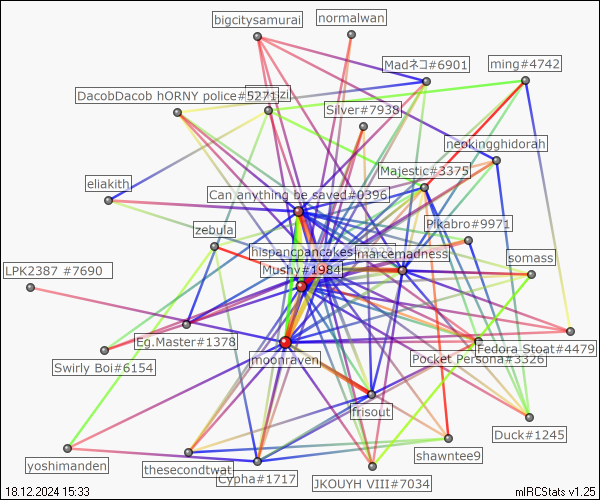 bigcitysamurai
normalwan
Madネコ#6901
ming#4742
DacobDacob hORNY police#5271
zi
Silver#7938
neokingghidorah
Majestic#3375
eliakith
Can anything be saved#0396
Pikabro#9971
zebula
hispancpancakes
marcemadness
somass
LPK2387 #7690
Mushy#1984
Eg.Master#1378
Fedora Stoat#4479
Swirly Boi#6154
moonraven
Pocket Persona#3326
frisout
Duck#1245
yoshimanden
thesecondtwat
shawntee9
Cypha#1717
JKOUYH VIII#7034
18.12.2024 15:33
mIRCStats v1.25